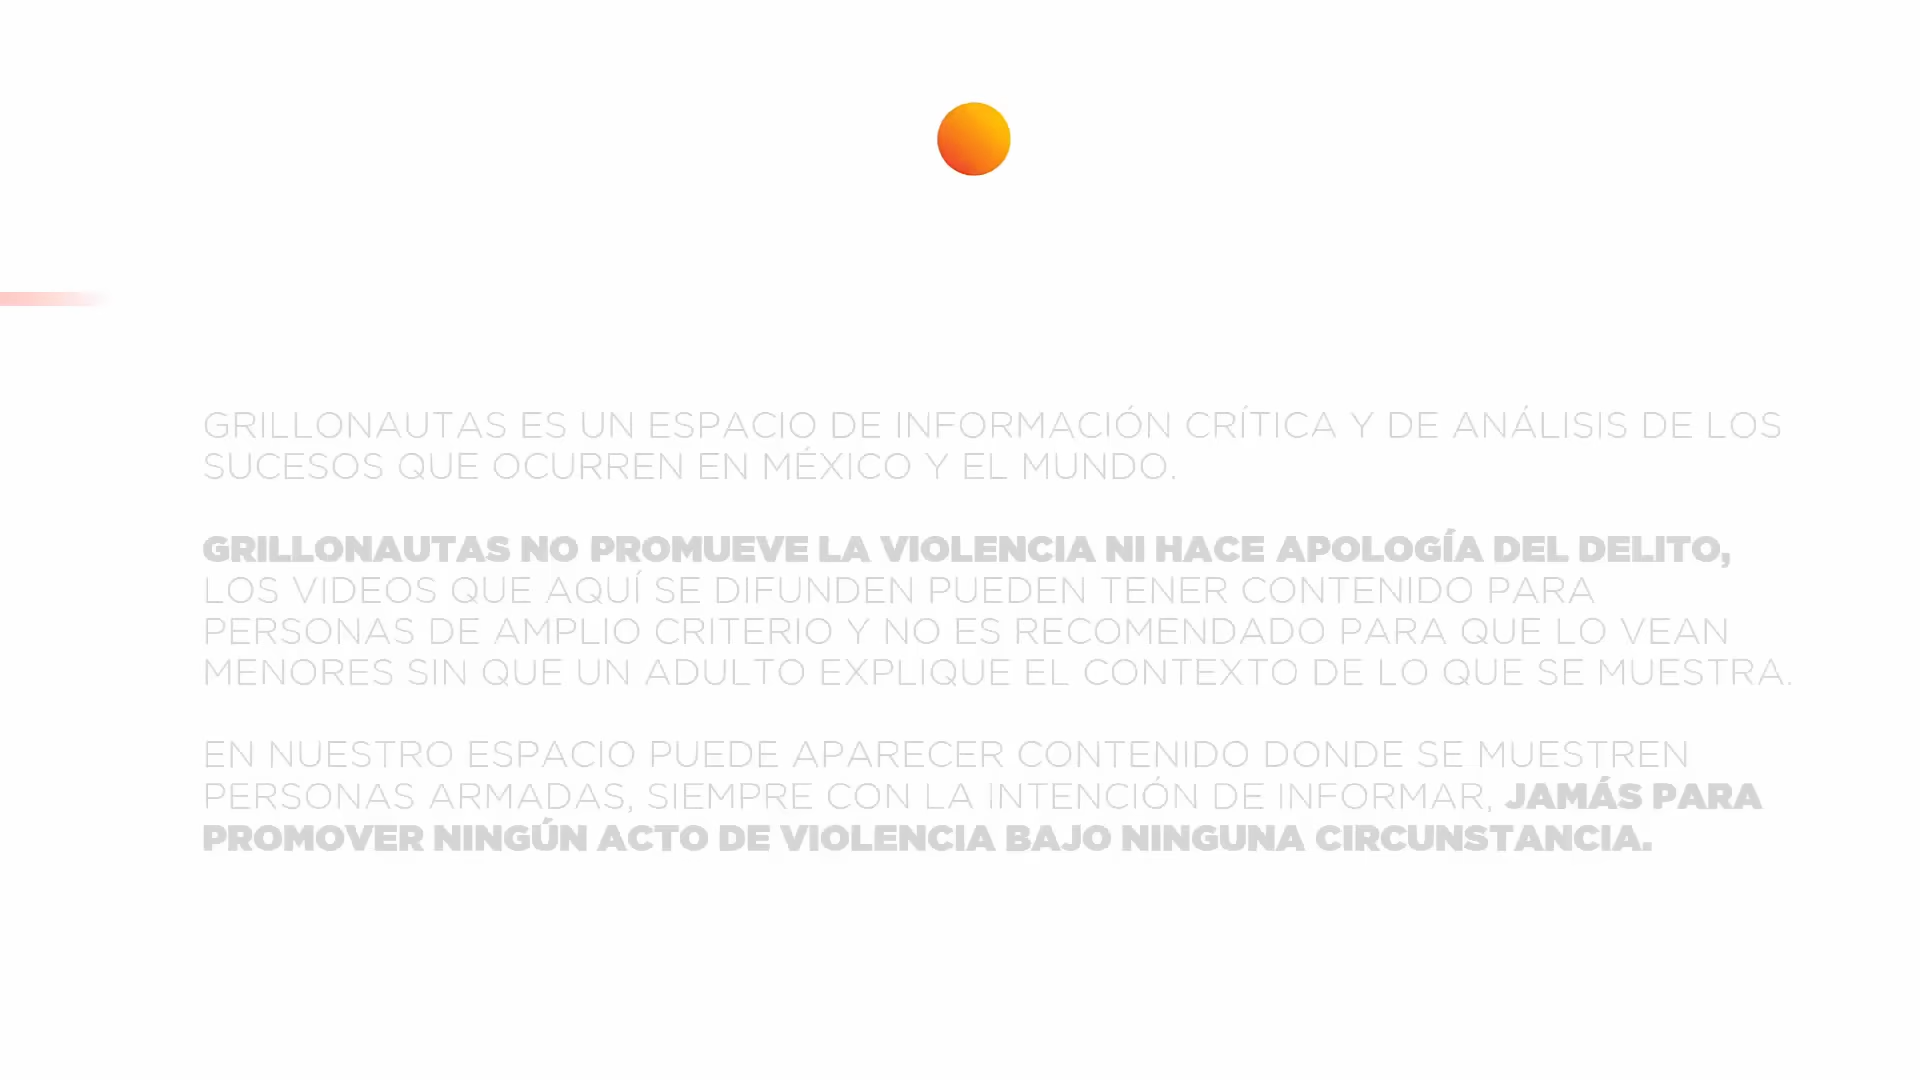 GRILLONAUTAS ES UN ESPACIO DE INFORMACIÓN CRÍTICA Y DE ANÁLISIS DE LOS
SUCESOS QUE OCURREN EN MÉXICO Y EL MUNDO.
GRILLONAUTAS NO PROMUEVE LA VIOLENCIA NI HACE APOLOGÍA DEL DELITO,
LOS VIDEOS QUE AQUÍ SE DIFUNDEN PUEDEN TENER CONTENIDO PARA
PERSONAS DE AMPLIO CRITERIO Y NO ES RECOMENDADO PARA QUE LO VEAN
MENORES SIN QUE UN ADULTO EXPLIQUE EL CONTEXTO DE LO QUE SE MUESTRA.
EN NUESTRO ESPACIO PUEDE APARECER CONTENIDO DONDE SE MUESTREN
PERSONAS ARMADAS, SIEMPRE CON LA INTENCIÓN DE INFORMAR, JAMÁS PARA
PROMOVER NINGÚN ACTO DE VIOLENCIA BAJO NINGUNA CIRCUNSTANCIA.